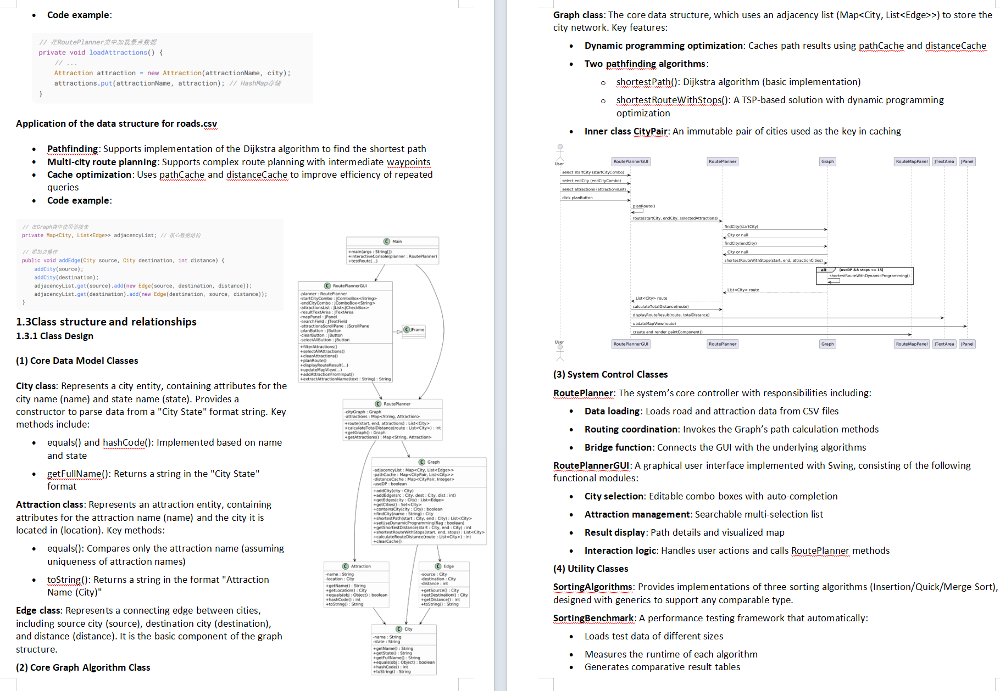 Code example:
// 在RoutePlanner类中加载景点数据
private void loadAttractions() {
// ...
Attraction attraction = new Attraction(attractionName, city);
attractions.put(attractionName, attraction); // HashMap存储
}
Application of the data structure for roads.csv
Pathfinding: Supports implementation of the Dijkstra algorithm to find the shortest path
Multi-city route planning: Supports complex route planning with intermediate waypoints
Cache optimization: Uses pathCache and distanceCache to improve efficiency of repeated
queries
Code example:
// 在Graph类中使用邻接表
private Map<City, List<Edge>> adjacencyList; // 核心数据结构
// 添加边操作
public void addEdge(City source, City destination, int distance) {
addCity(source);
addCity(destination);
adjacencyList.get(source).add(new Edge(source, destination, distance));
adjacencyList.get(destination).add(new Edge(destination, source, distance));
}
1.3Class structure and relationships
1.3.1 Class Design
(1) Core Data Model Classes
City class: Represents a city entity, containing attributes for the
city name (name) and state name (state). Provides a
constructor to parse data from a "City State" format string. Key
methods include:
equals() and hashCode(): Implemented based on name
and state
getFullName(): Returns a string in the "City State"
format
Attraction class: Represents an attraction entity, containing
attributes for the attraction name (name) and the city it is
located in (location). Key methods:
equals(): Compares only the attraction name (assuming
uniqueness of attraction names)
toString(): Returns a string in the format "Attraction
Name (City)"
Edge class: Represents a connecting edge between cities,
including source city (source), destination city (destination),
and distance (distance). It is the basic component of the graph
structure.
(2) Core Graph Algorithm Class
C Main
+main(args : String[])
+interactiveConsole(planner : RoutePlanner)
+testRoute(...)
C RoutePlannerGUI
-planner : RoutePlanner
-startCityCombo : JComboBox<String>
-endCityCombo : JComboBox<String>
-attractionsList : JList<JCheckBox>
-resultTextArea : JTextArea
-mapPanel : JPanel
-searchField : JTextField
-attractionsScrollPane : JScrollPane
-planButton : JButton
-clearButton : JButton
-selectAllButton : JButton
+filterAttractions()
+selectAllAttractions()
+clearAttractions()
+planRoute()
+displayRouteResult(...)
+updateMapView(...)
+addAttractionFromInput()
+extractAttractionName(text : String) : String
C JFrame
C RoutePlanner
-cityGraph : Graph
-attractions : Map<String, Attraction>
+route(start, end, attractions) : List<City>
+calculateTotalDistance(route : List<City>) : int
+getGraph() : Graph
+getAttractions() : Map<String, Attraction>
C Graph
-adjacencyList : Map<City, List<Edge>>
-pathCache : Map<CityPair, List<City>>
-distanceCache : Map<CityPair, Integer>
-useDP : boolean
+addCity(city : City)
+addEdge(src : City, dest : City, dist : int)
+getEdges(city : City) : List<Edge>
+getCities() : Set<City>
+containsCity(city : City) : boolean
+findCity(name : String) : City
+shortestPath(start : City, end : City) : List<City>
+setUseDynamicProgramming(flag : boolean)
+getShortestDistance(start : City, end : City) : int
+shortestRouteWithStops(start, end, stops) : List<City>
+calculateRouteDistance(route : List<City>) : int
+clearCache()
C Attraction
-name : String
-location : City
+getName() : String
+getLocation() : City
+equals(obj : Object) : boolean
+hashCode() : int
+toString() : String
C Edge
-source : City
-destination : City
-distance : int
+getSource() : City
+getDestination() : City
+getDistance() : int
+toString() : String
C City
-name : String
-state : String
+getName() : String
+getState() : String
+getFullName() : String
+equals(obj : Object) : boolean
+hashCode() : int
+toString() : String
Graph class: The core data structure, which uses an adjacency list (Map<City, List<Edge>>) to store the
city network. Key features:
Dynamic programming optimization: Caches path results using pathCache and distanceCache
Two pathfinding algorithms:
shortestPath(): Dijkstra algorithm (basic implementation)
shortestRouteWithStops(): A TSP-based solution with dynamic programming
optimization
Inner class CityPair: An immutable pair of cities used as the key in caching
User RoutePlannerGUI RoutePlanner Graph RouteMapPanel JTextArea JPanel
select startCity (startCityCombo)
select endCity (endCityCombo)
select attractions (attractionsList)
click planButton
planRoute()
route(startCity, endCity, selectedAttractions)
findCity(startCity)
City or null
findCity(endCity)
City or null
shortestRouteWithStops(start, end, attractionCities)
alt [useDP && stops <= 15]
shortestRouteWithDynamicProgramming()
List<City> route
List<City> route
calculateTotalDistance(route)
displayRouteResult(route, totalDistance)
updateMapView(route)
create and render paintComponent()
User RoutePlannerGUI RoutePlanner Graph RouteMapPanel JTextArea JPanel
(3) System Control Classes
RoutePlanner: The system's core controller with responsibilities including:
Data loading: Loads road and attraction data from CSV files
Routing coordination: Invokes the Graph's path calculation methods
Bridge function: Connects the GUI with the underlying algorithms
RoutePlannerGUI: A graphical user interface implemented with Swing, consisting of the following
functional modules:
City selection: Editable combo boxes with auto-completion
Attraction management: Searchable multi-selection list
Result display: Path details and visualized map
Interaction logic: Handles user actions and calls RoutePlanner methods
(4) Utility Classes
SortingAlgorithms: Provides implementations of three sorting algorithms (Insertion/Quick/Merge Sort),
designed with generics to support any comparable type.
SortingBenchmark: A performance testing framework that automatically:
Loads test data of different sizes
Measures the runtime of each algorithm
Generates comparative result tables